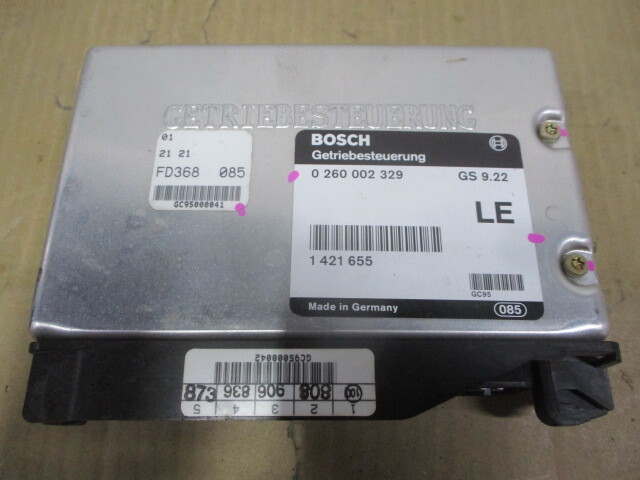 GETRIEBESTEUERUNG
01
21 21
FD368 085
GC95000041
BOSCH
Getriebesteuerung
0 260 002 329 GS 9.22
LE
1 421 655
GC95
Made in Germany 085
GC95000042
100 808 906 836 873
1 2 3 4 5